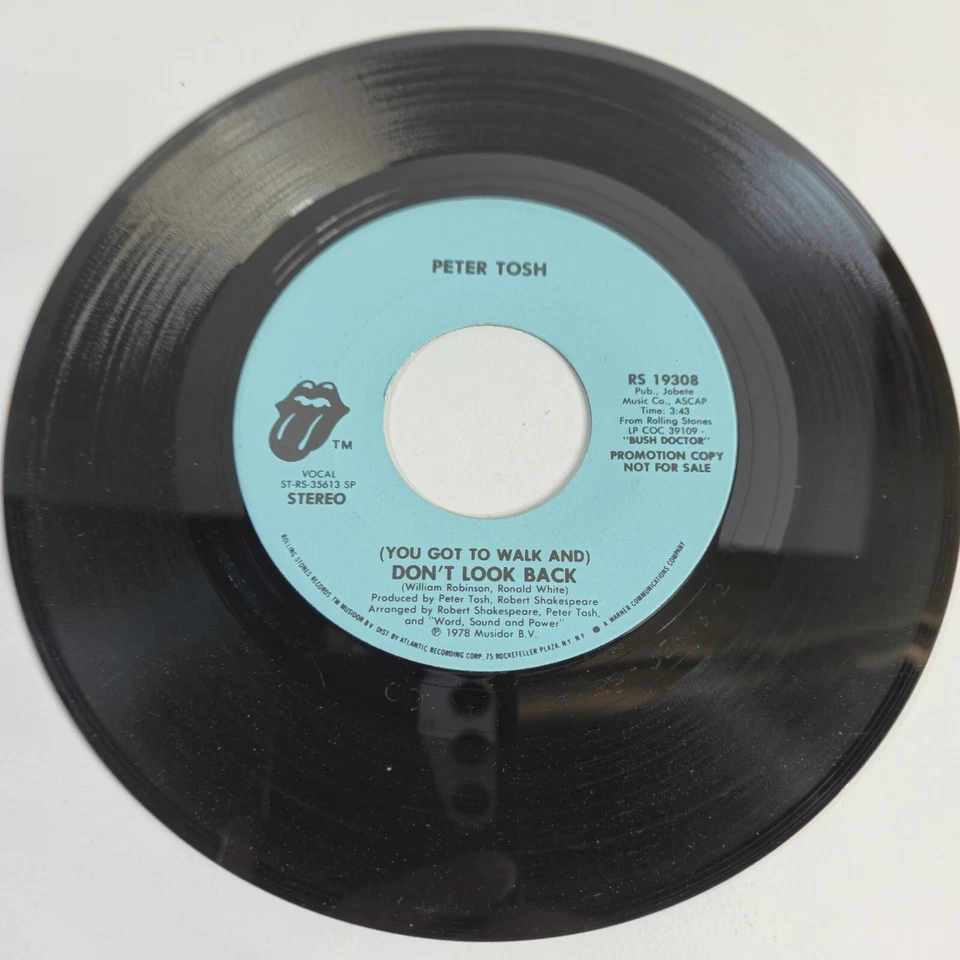 PETER TOSH
RS 19308
Pub., Jobete
Music Co., ASCAP
Time: 3:43
From Rolling Stones
LP COC 39109 -
"BUSH DOCTOR"
PROMOTION COPY
NOT FOR SALE
TM
VOCAL
ST-RS-35613 SP
STEREO
(YOU GOT TO WALK AND)
DON'T LOOK BACK
(William Robinson, Ronald White)
Produced by Peter Tosh, Robert Shakespeare
Arranged by Robert Shakespeare, Peter Tosh,
and "Word, Sound and Power"
℗ 1978 Musidor B.V.
ROLLING STONES RECORDS, TM MUSIDOR B.V. DIST BY ATLANTIC RECORDING CORP., 75 ROCKEFELLER PLAZA, N.Y. N.Y. ● A WARNER COMMUNICATIONS COMPANY